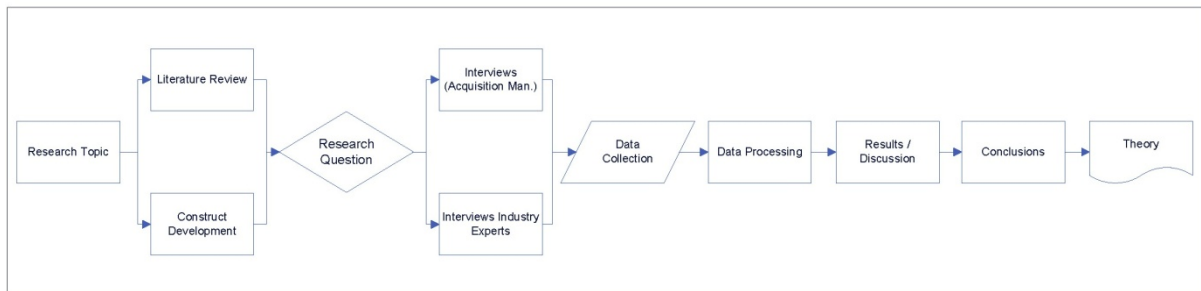 Research Topic
Literature Review
Construct
Development
Research
Question
Interviews
(Acquisition Man.)
Interviews Industry
Experts
Data
Collection
Data Processing
Results /
Discussion
Conclusions
Theory